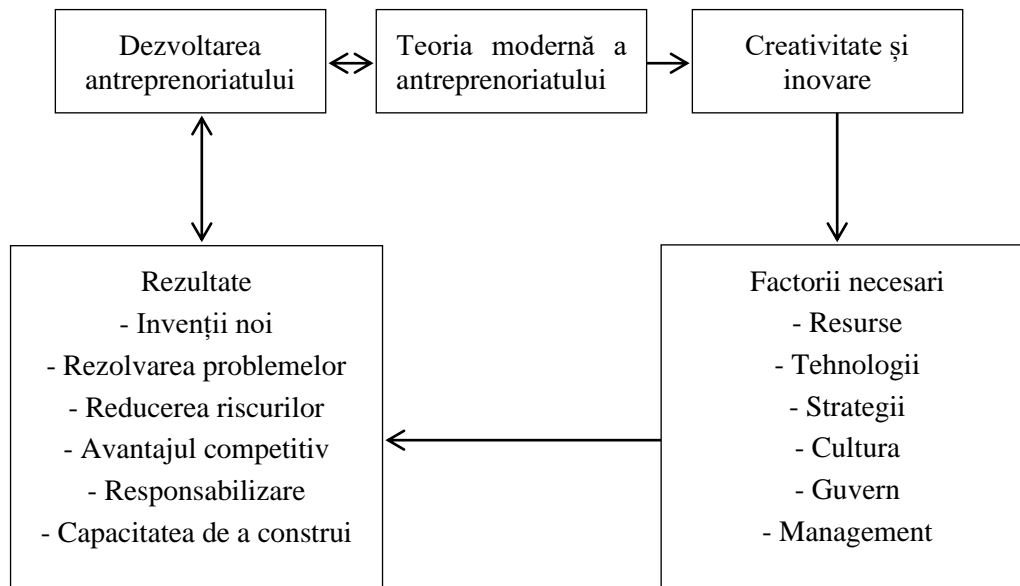 Dezvoltarea
antreprenoriatului
Teoria modernă a
antreprenoriatului
Creativitate și
inovare
Rezultate
- Invenții noi
- Rezolvarea problemelor
- Reducerea riscurilor
- Avantajul competitiv
- Responsabilizare
- Capacitatea de a construi
Factorii necesari
- Resurse
- Tehnologii
- Strategii
- Cultura
- Guvern
- Management